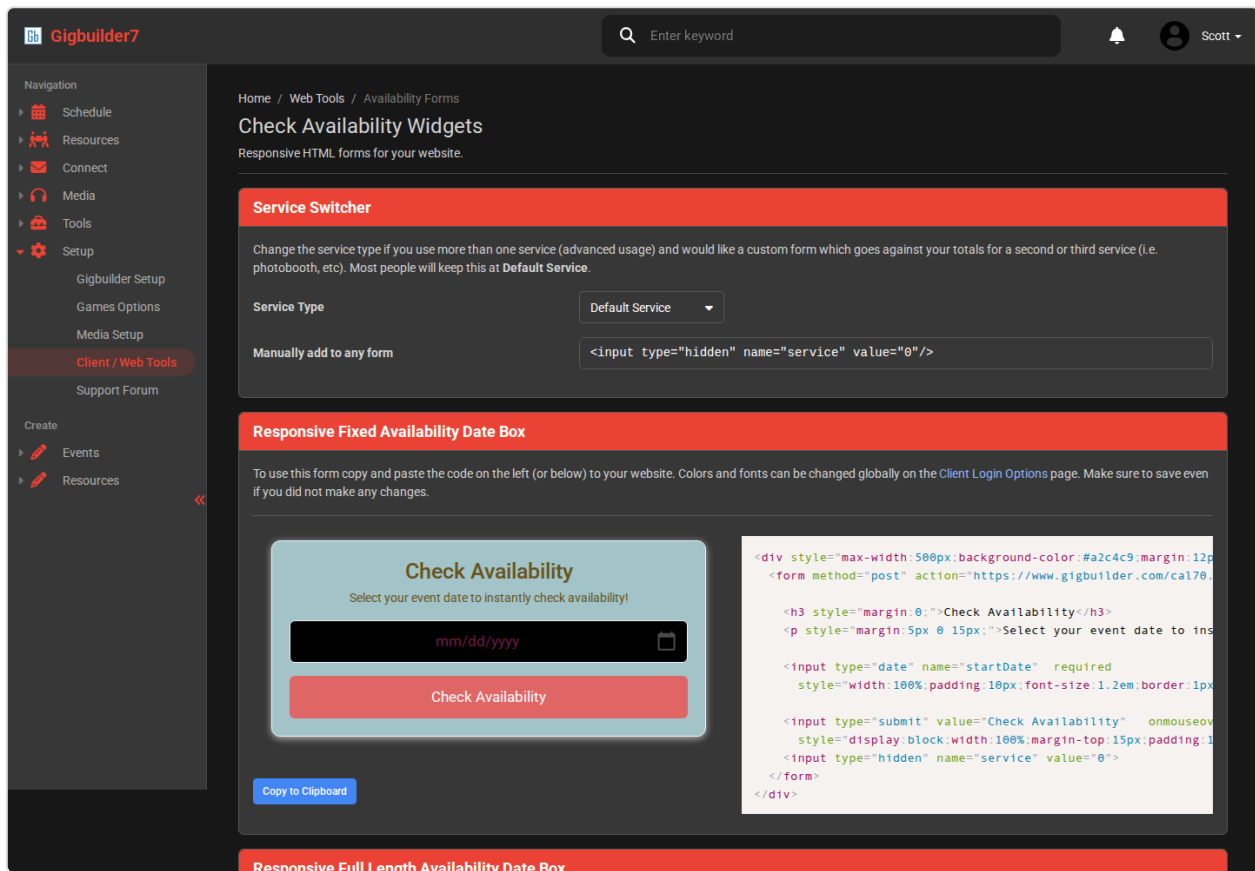 Gb Gigbuilder7
Enter keyword
Scott
Navigation
Schedule
Resources
Connect
Media
Tools
Setup
Gigbuilder Setup
Games Options
Media Setup
Client / Web Tools
Support Forum
Create
Events
Resources
Home / Web Tools / Availability Forms
Check Availability Widgets
Responsive HTML forms for your website.
Service Switcher
Change the service type if you use more than one service (advanced usage) and would like a custom form which goes against your totals for a second or third service (i.e.
photobooth, etc). Most people will keep this at Default Service.
Service Type
Default Service
Manually add to any form
<input type="hidden" name="service" value="0"/>
Responsive Fixed Availability Date Box
To use this form copy and paste the code on the left (or below) to your website. Colors and fonts can be changed globally on the Client Login Options page. Make sure to save even
if you did not make any changes.
Check Availability
Select your event date to instantly check availability!
mm/dd/yyyy
Check Availability
Copy to Clipboard
<div style="max-width:500px;background-color:#a2c4c9;margin:12p
<form method="post" action="https://www.gigbuilder.com/cal70.
<h3 style="margin:0;">Check Availability</h3>
<p style="margin:5px 0 15px;">Select your event date to ins
<input type="date" name="startDate" required
style="width:100%;padding:10px;font-size:1.2em;border:1px
<input type="submit" value="Check Availability" onmouseov
style="display:block;width:100%;margin-top:15px;padding:1
<input type="hidden" name="service" value="0">
</form>
</div>
Responsive Full Length Availability Date Box